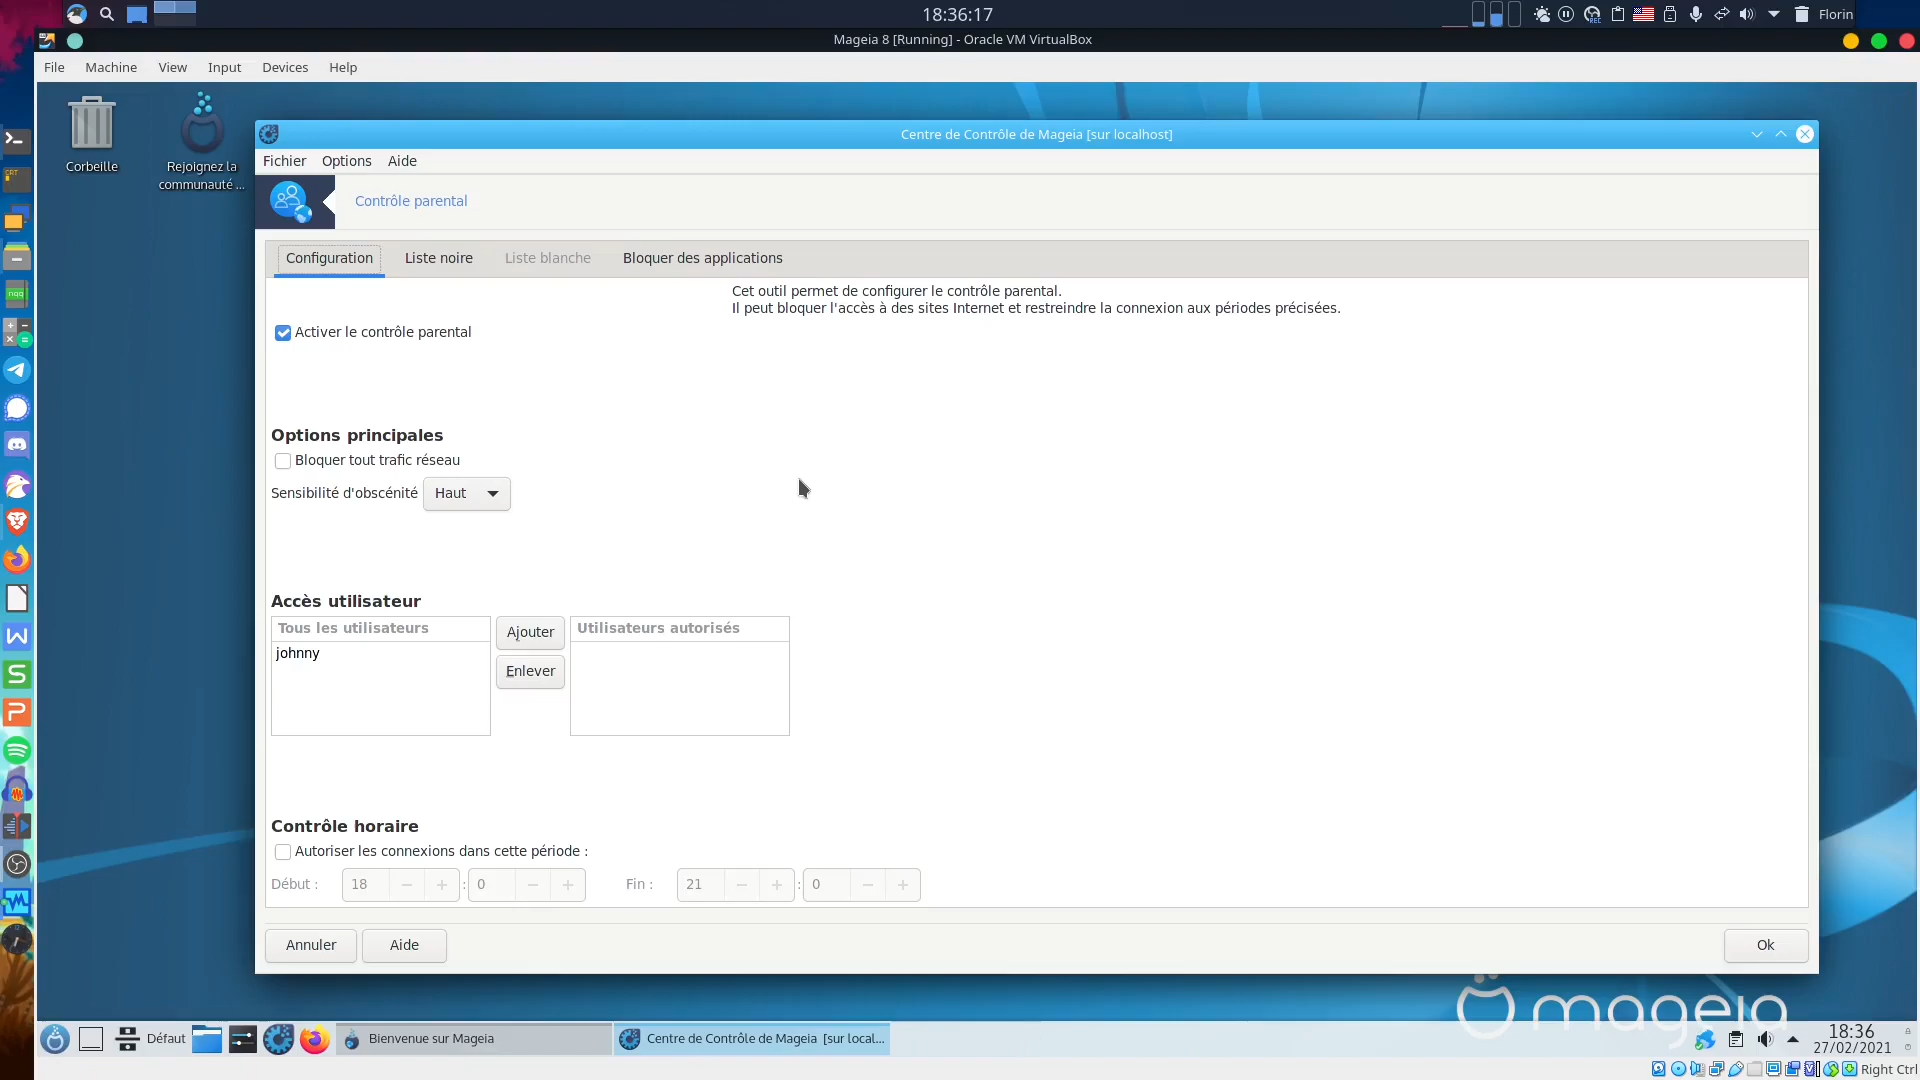 18:36:17
Florin
Mageia 8 [Running] - Oracle VM VirtualBox
File Machine View Input Devices Help
Corbeille
Rejoignez la
communauté ...
Centre de Contrôle de Mageia [sur localhost]
Fichier Options Aide
Contrôle parental
Configuration Liste noire Liste blanche Bloquer des applications
Cet outil permet de configurer le contrôle parental.
Il peut bloquer l'accès à des sites Internet et restreindre la connexion aux périodes précisées.
Activer le contrôle parental
Options principales
Bloquer tout trafic réseau
Sensibilité d'obscénité Haut
Accès utilisateur
Tous les utilisateurs
johnny
Ajouter
Enlever
Utilisateurs autorisés
Contrôle horaire
Autoriser les connexions dans cette période :
Début : 18 − + : 0 − + Fin : 21 − + : 0 − +
Annuler Aide Ok
mageia
Défaut
Bienvenue sur Mageia
Centre de Contrôle de Mageia [sur local...
18:36
27/02/2021
Right Ctrl